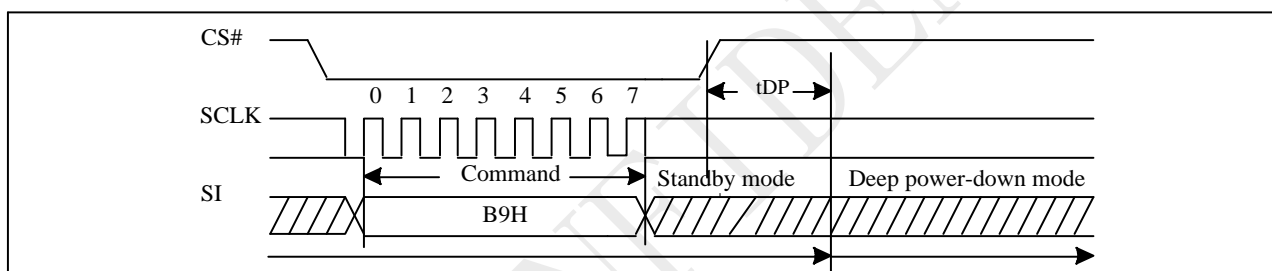 CS#
tDP
0 1 2 3 4 5 6 7
SCLK
Command
Standby mode
Deep power-down mode
SI
B9H